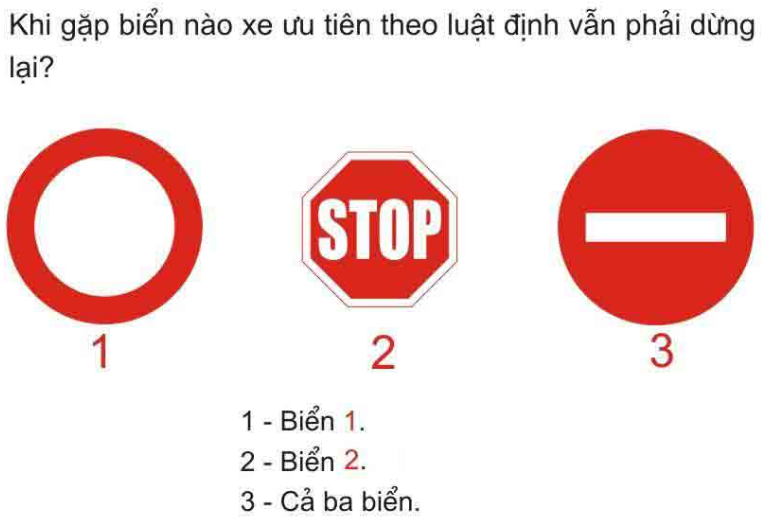 Khi gặp biển nào xe ưu tiên theo luật định vẫn phải dừng
lại?
STOP
1 2 3
1 - Biển 1.
2 - Biển 2.
3 - Cả ba biển.